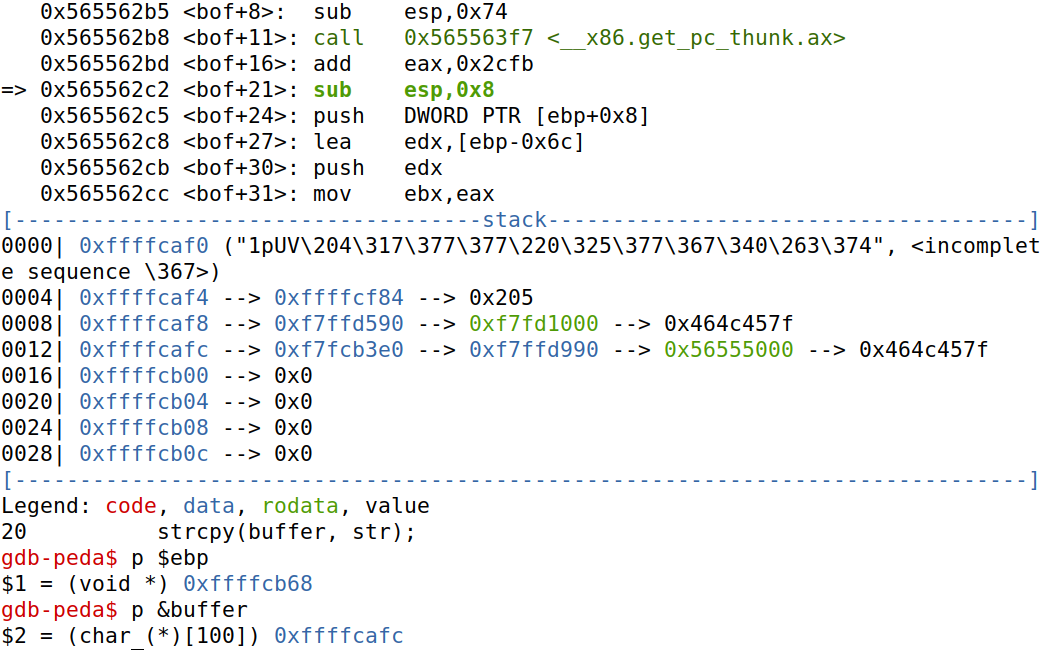 0x565562b5 <bof+8>:	sub    esp,0x74
   0x565562b8 <bof+11>:	call   0x565563f7 <__x86.get_pc_thunk.ax>
   0x565562bd <bof+16>:	add    eax,0x2cfb
=> 0x565562c2 <bof+21>:	sub    esp,0x8
   0x565562c5 <bof+24>:	push   DWORD PTR [ebp+0x8]
   0x565562c8 <bof+27>:	lea    edx,[ebp-0x6c]
   0x565562cb <bof+30>:	push   edx
   0x565562cc <bof+31>:	mov    ebx,eax
[------------------------------------stack-------------------------------------]
0000| 0xffffcaf0 ("1pUV\204\317\377\377\220\325\377\367\340\263\374", <incomplet
e sequence \367>)
0004| 0xffffcaf4 --> 0xffffcf84 --> 0x205
0008| 0xffffcaf8 --> 0xf7ffd590 --> 0xf7fd1000 --> 0x464c457f
0012| 0xffffcafc --> 0xf7fcb3e0 --> 0xf7ffd990 --> 0x56555000 --> 0x464c457f
0016| 0xffffcb00 --> 0x0
0020| 0xffffcb04 --> 0x0
0024| 0xffffcb08 --> 0x0
0028| 0xffffcb0c --> 0x0
[------------------------------------------------------------------------------]
Legend: code, data, rodata, value
20          strcpy(buffer, str);
gdb-peda$ p $ebp
$1 = (void *) 0xffffcb68
gdb-peda$ p &buffer
$2 = (char (*)[100]) 0xffffcafc